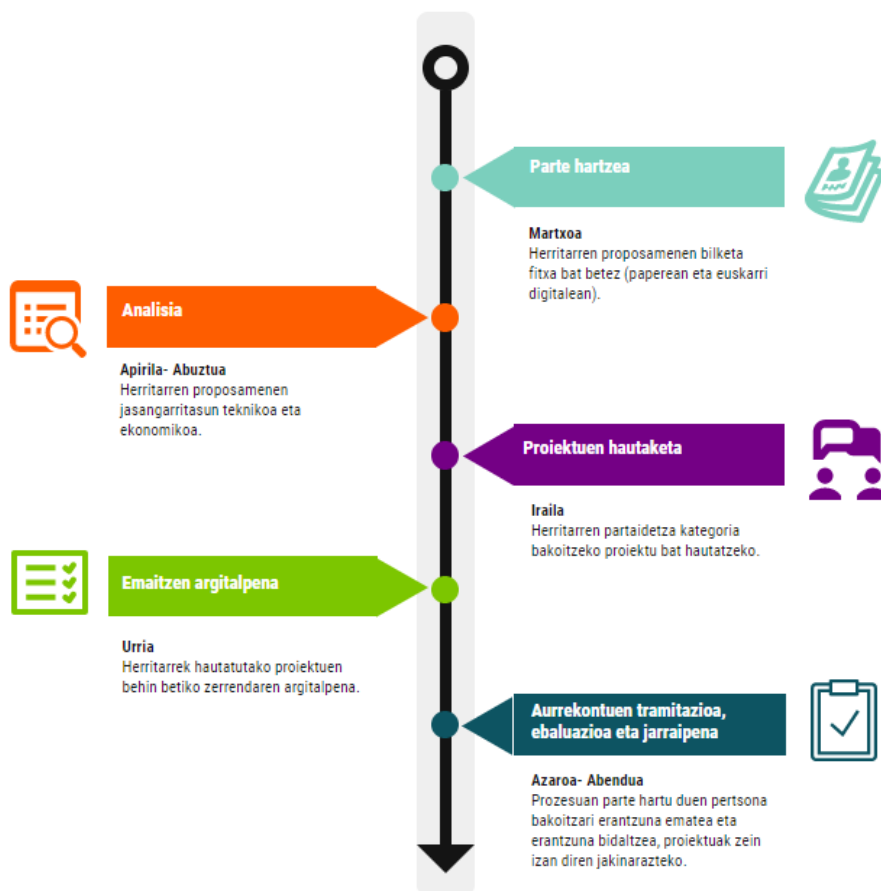 Parte hartzea
Martxoa
Herritarren proposamenen bilketa
fitxa bat betez (paperean eta euskarri
digitalean).
Analisia
Apirila- Abuztua
Herritarren proposamenen
jasangarritasun teknikoa eta
ekonomikoa.
Proiektuen hautaketa
Iraila
Herritarren partaidetza kategoria
bakoitzeko proiektu bat hautatzeko.
Emaitzen argitalpena
Urria
Herritarrek hautatutako proiektuen
behin betiko zerrendaren argitalpena.
Aurrekontuen tramitazioa,
ebaluazioa eta jarraipena
Azaroa- Abendua
Prozesuan parte hartu duen pertsona
bakoitzari erantzuna ematea eta
erantzuna bidaltzea, proiektuak zein
izan diren jakinarazteko.